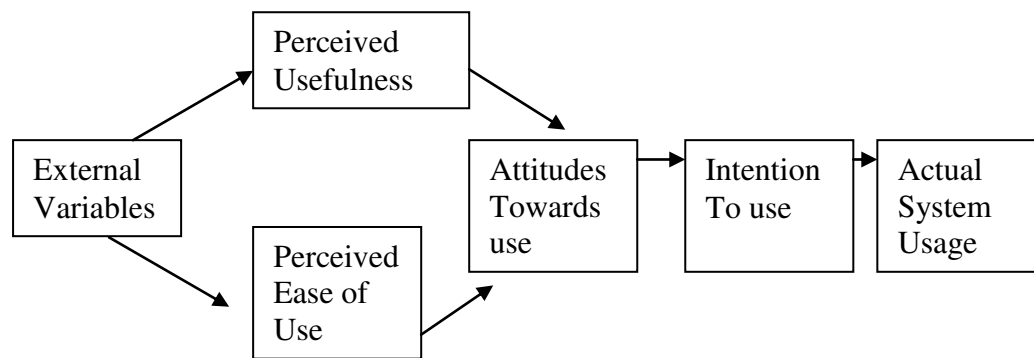 Perceived
Usefulness
External
Variables
Perceived
Ease of
Use
Attitudes
Towards
use
Intention
To use
Actual
System
Usage